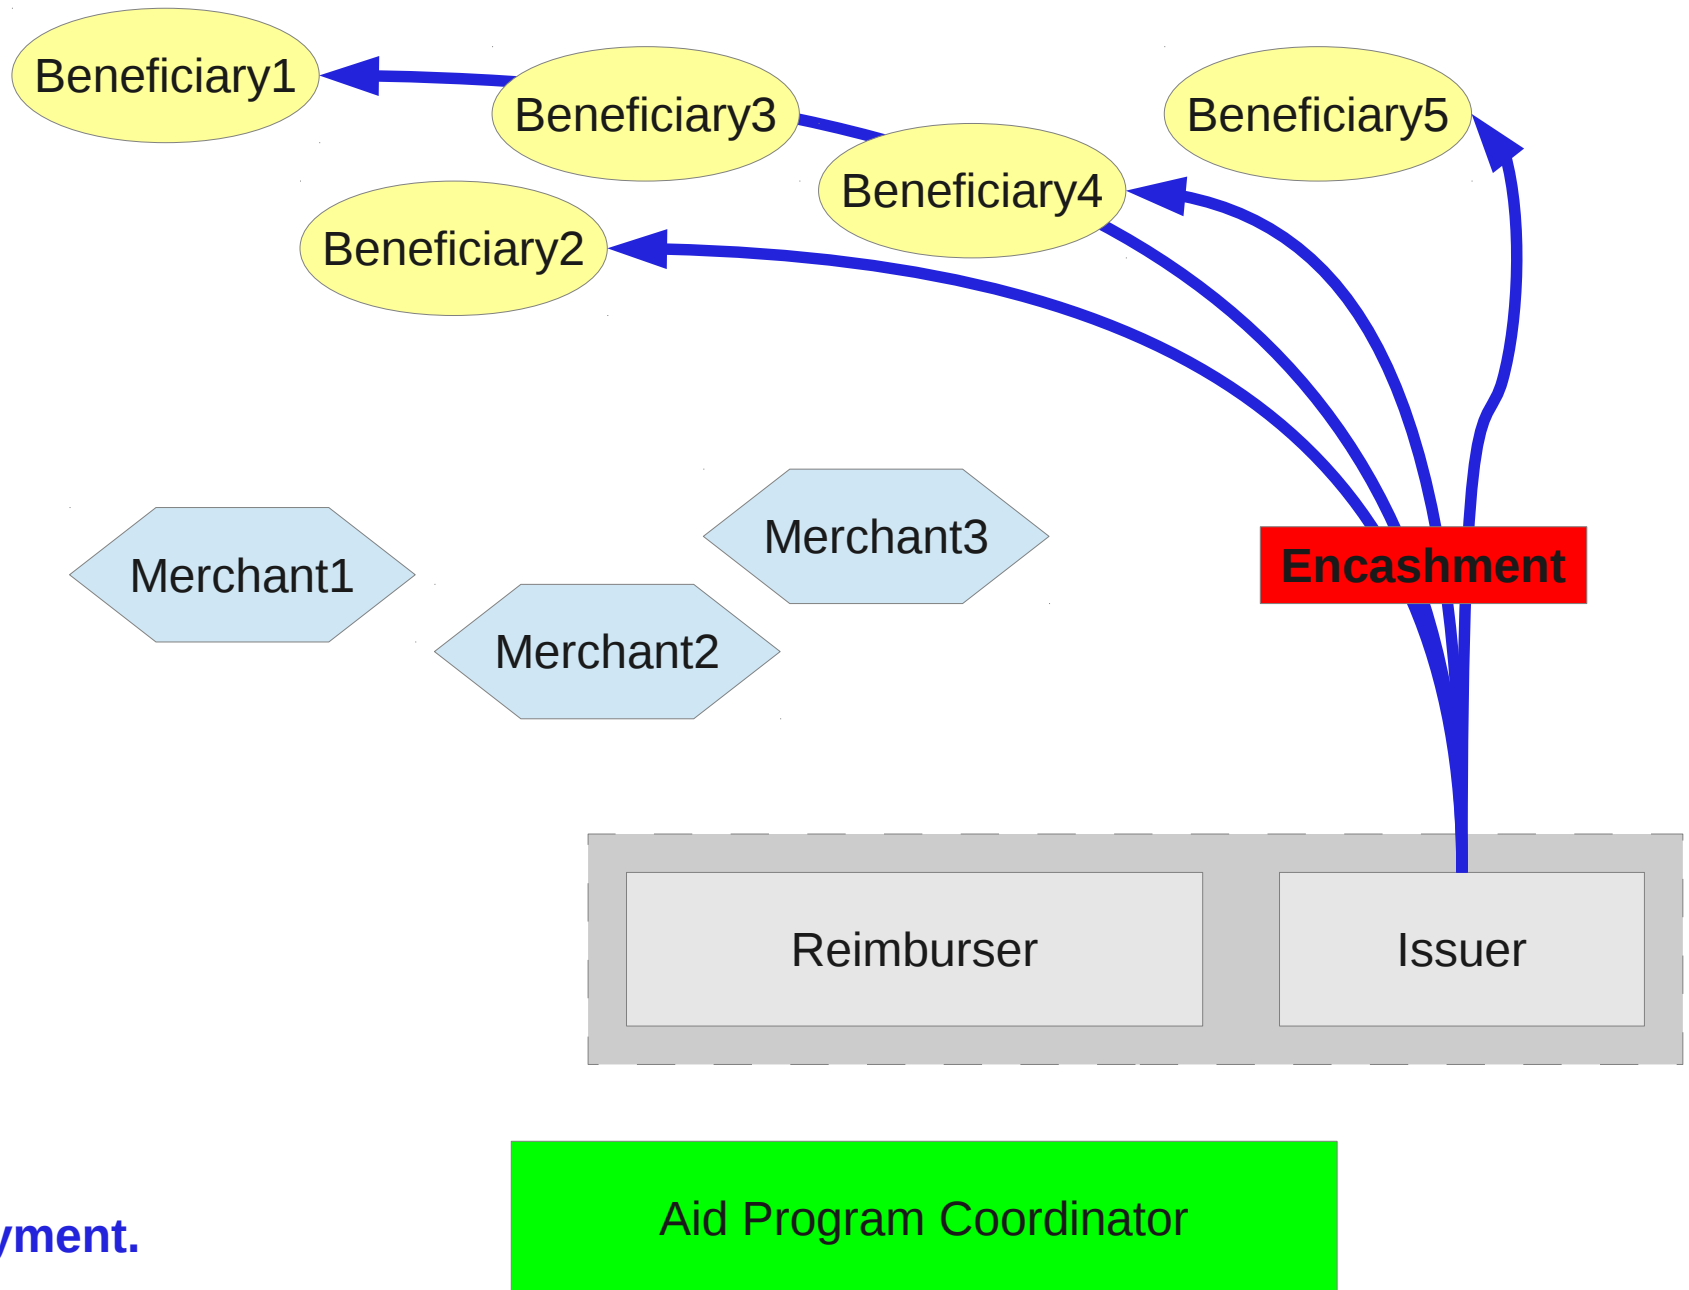 Beneficiary1
Beneficiary3
Beneficiary5
Beneficiary4
Beneficiary2
Merchant3
Encashment
Merchant1
Merchant2
Reimburser
Issuer
Aid Program Coordinator
yment.